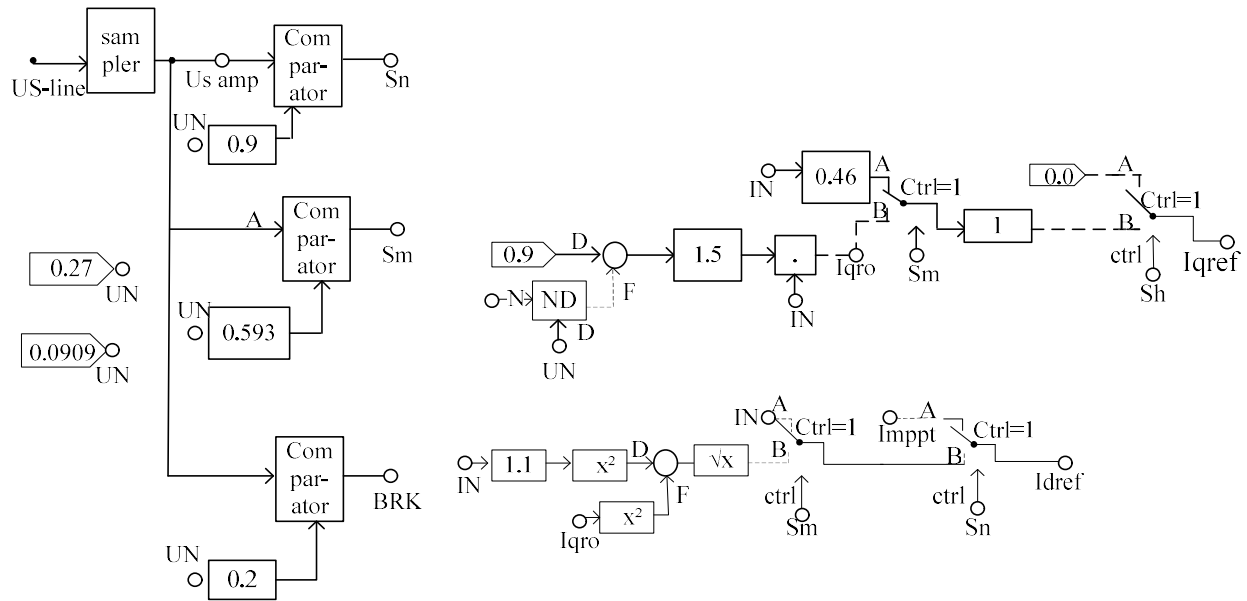 sam
pler
US-line
Us amp
Com
par-
ator
Sn
UN
0.9
A
Com
par-
ator
Sm
0.27
UN
UN
0.593
0.0909
UN
Com
par-
ator
BRK
UN
0.2
IN
0.46
A
Ctrl=1
B
0.0
A
Ctrl=1
B
1
0.9
D
1.5
.
Iqro
Sm
ctrl
Sh
Iqref
N
ND
F
D
IN
UN
IN
A
Ctrl=1
B
Imppt
A
Ctrl=1
B
IN
1.1
x²
D
√x
F
Iqro
x²
ctrl
Sm
ctrl
Sn
Idref